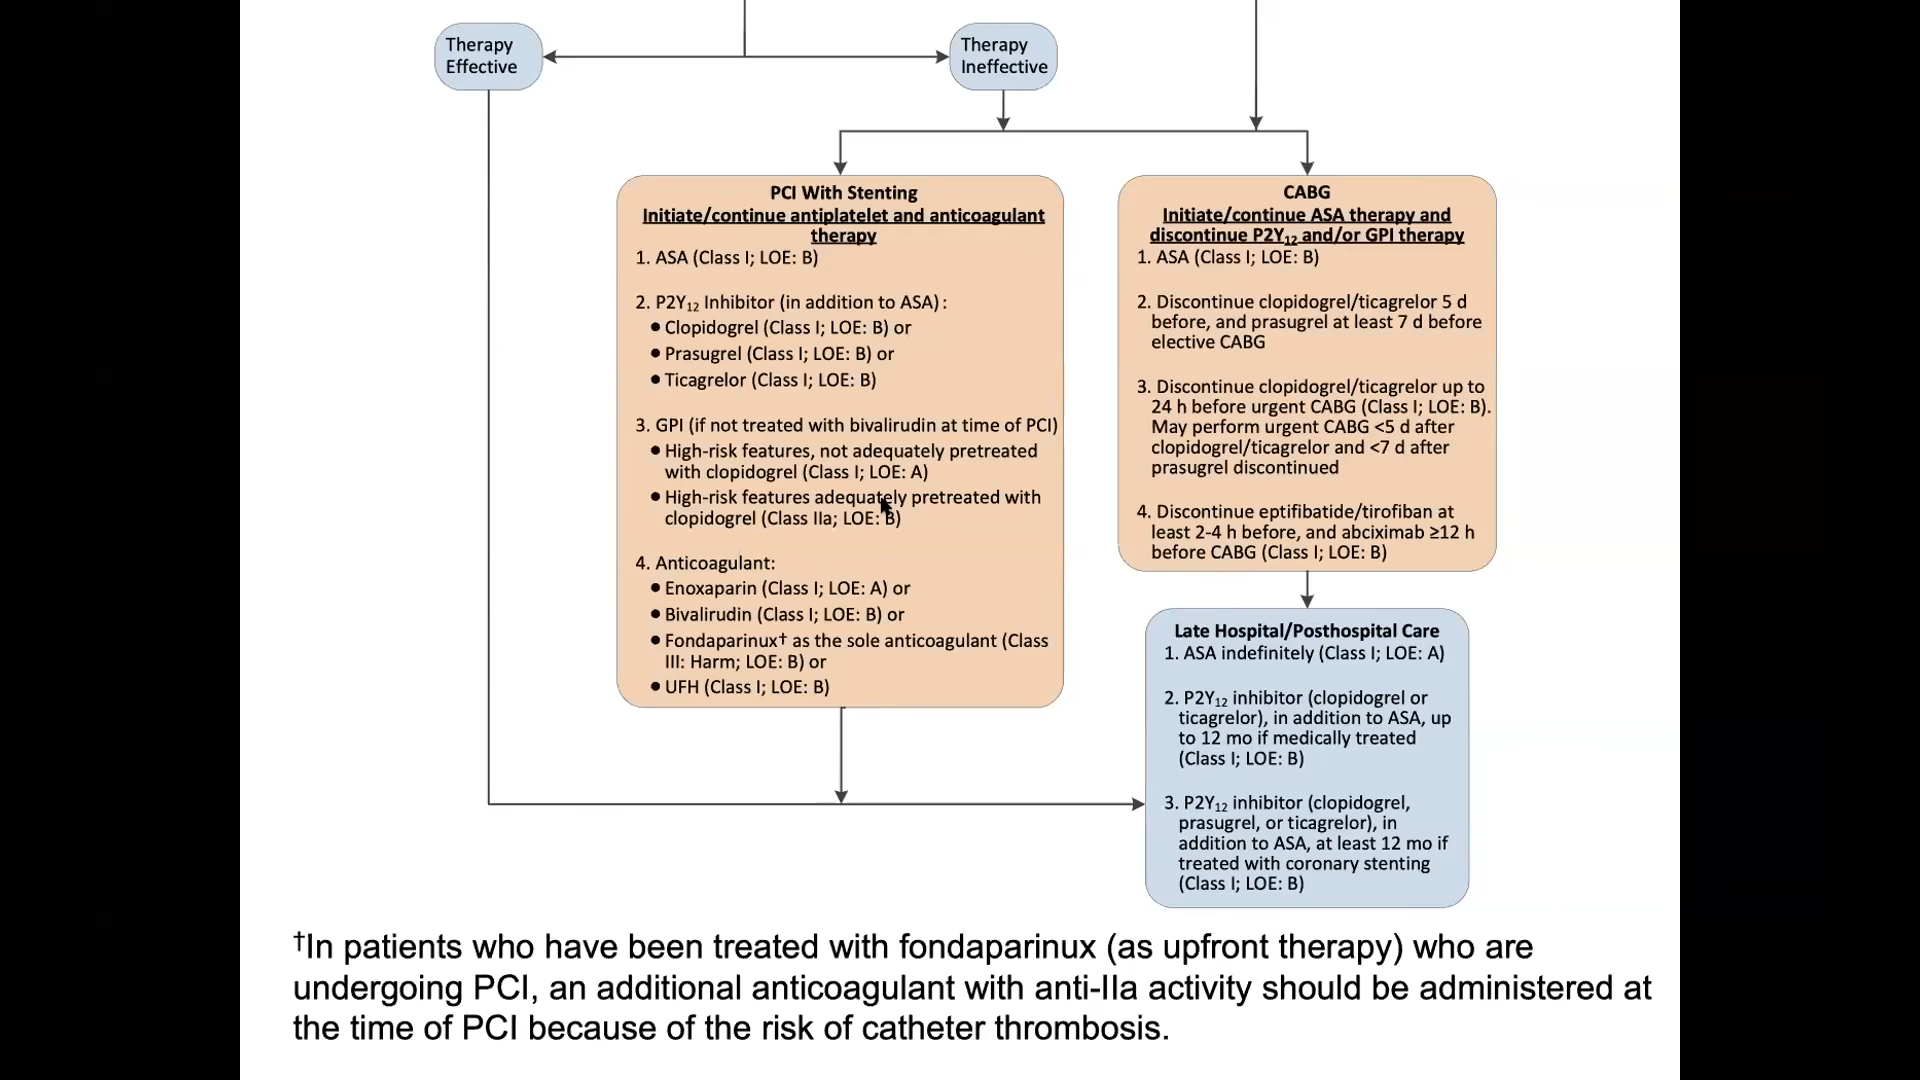 Therapy
Effective
Therapy
Ineffective
PCI With Stenting
Initiate/continue antiplatelet and anticoagulant
therapy
1. ASA (Class I; LOE: B)
2. P2Y₁₂ Inhibitor (in addition to ASA):
● Clopidogrel (Class I; LOE: B) or
● Prasugrel (Class I; LOE: B) or
● Ticagrelor (Class I; LOE: B)
3. GPI (if not treated with bivalirudin at time of PCI)
● High-risk features, not adequately pretreated
with clopidogrel (Class I; LOE: A)
● High-risk features adequately pretreated with
clopidogrel (Class IIa; LOE: B)
4. Anticoagulant:
● Enoxaparin (Class I; LOE: A) or
● Bivalirudin (Class I; LOE: B) or
● Fondaparinux† as the sole anticoagulant (Class
III: Harm; LOE: B) or
● UFH (Class I; LOE: B)
CABG
Initiate/continue ASA therapy and
discontinue P2Y₁₂ and/or GPI therapy
1. ASA (Class I; LOE: B)
2. Discontinue clopidogrel/ticagrelor 5 d
before, and prasugrel at least 7 d before
elective CABG
3. Discontinue clopidogrel/ticagrelor up to
24 h before urgent CABG (Class I; LOE: B).
May perform urgent CABG <5 d after
clopidogrel/ticagrelor and <7 d after
prasugrel discontinued
4. Discontinue eptifibatide/tirofiban at
least 2-4 h before, and abciximab ≥12 h
before CABG (Class I; LOE: B)
Late Hospital/Posthospital Care
1. ASA indefinitely (Class I; LOE: A)
2. P2Y₁₂ inhibitor (clopidogrel or
ticagrelor), in addition to ASA, up
to 12 mo if medically treated
(Class I; LOE: B)
3. P2Y₁₂ inhibitor (clopidogrel,
prasugrel, or ticagrelor), in
addition to ASA, at least 12 mo if
treated with coronary stenting
(Class I; LOE: B)
†In patients who have been treated with fondaparinux (as upfront therapy) who are
undergoing PCI, an additional anticoagulant with anti-IIa activity should be administered at
the time of PCI because of the risk of catheter thrombosis.